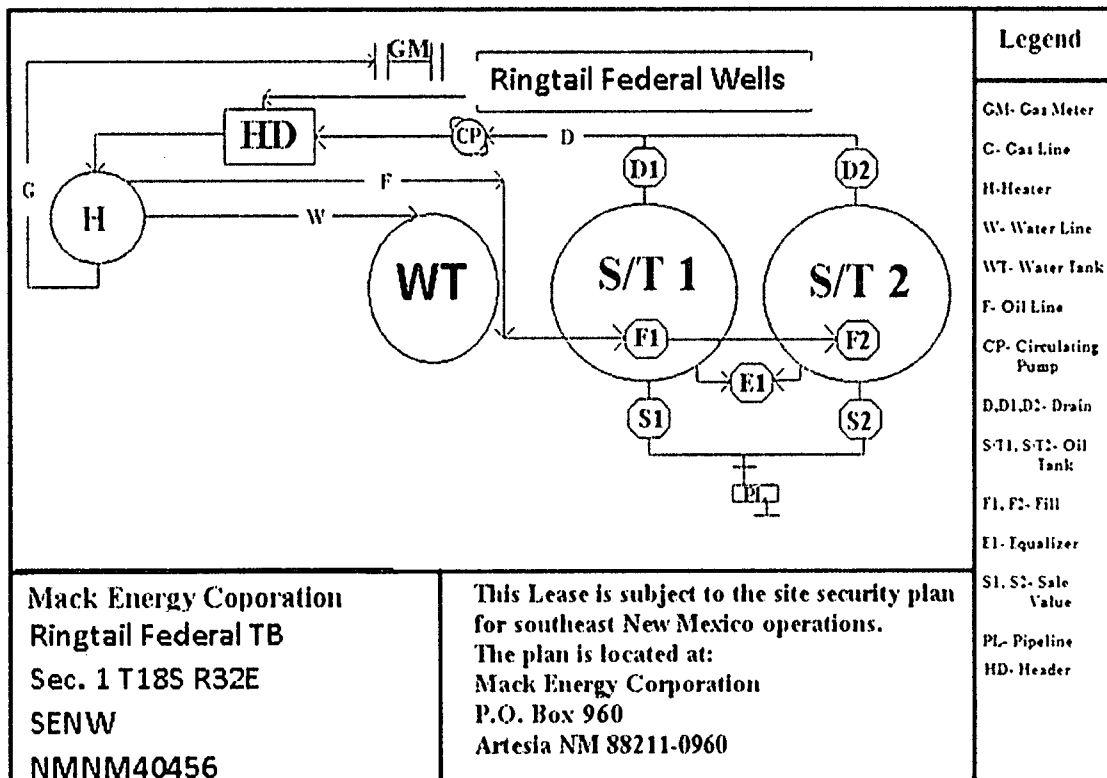 GM
Ringtail Federal Wells
HD
CP
D
G
F
H
W
D1
D2
WT
S/T 1
S/T 2
F1
F2
E1
S1
S2
PL
Legend
GM- Gas Meter
G- Gas Line
H-Heater
W- Water Line
WT- Water Tank
F- Oil Line
CP- Circulating
Pump
D,D1,D2- Drain
S/T1, S/T2- Oil
Tank
F1, F2- Fill
E1- Equalizer
S1, S2- Sale
Value
PL- Pipeline
HD- Header
Mack Energy Coporation
Ringtail Federal TB
Sec. 1 T18S R32E
SENW
NMNM40456
This Lease is subject to the site security plan
for southeast New Mexico operations.
The plan is located at:
Mack Energy Corporation
P.O. Box 960
Artesia NM 88211-0960